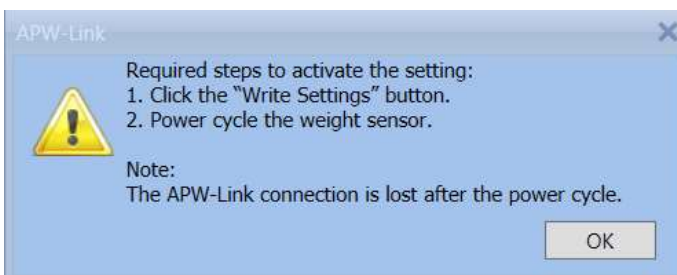 APW-Link
Required steps to activate the setting:
1. Click the “Write Settings” button.
2. Power cycle the weight sensor.
Note:
The APW-Link connection is lost after the power cycle.
OK